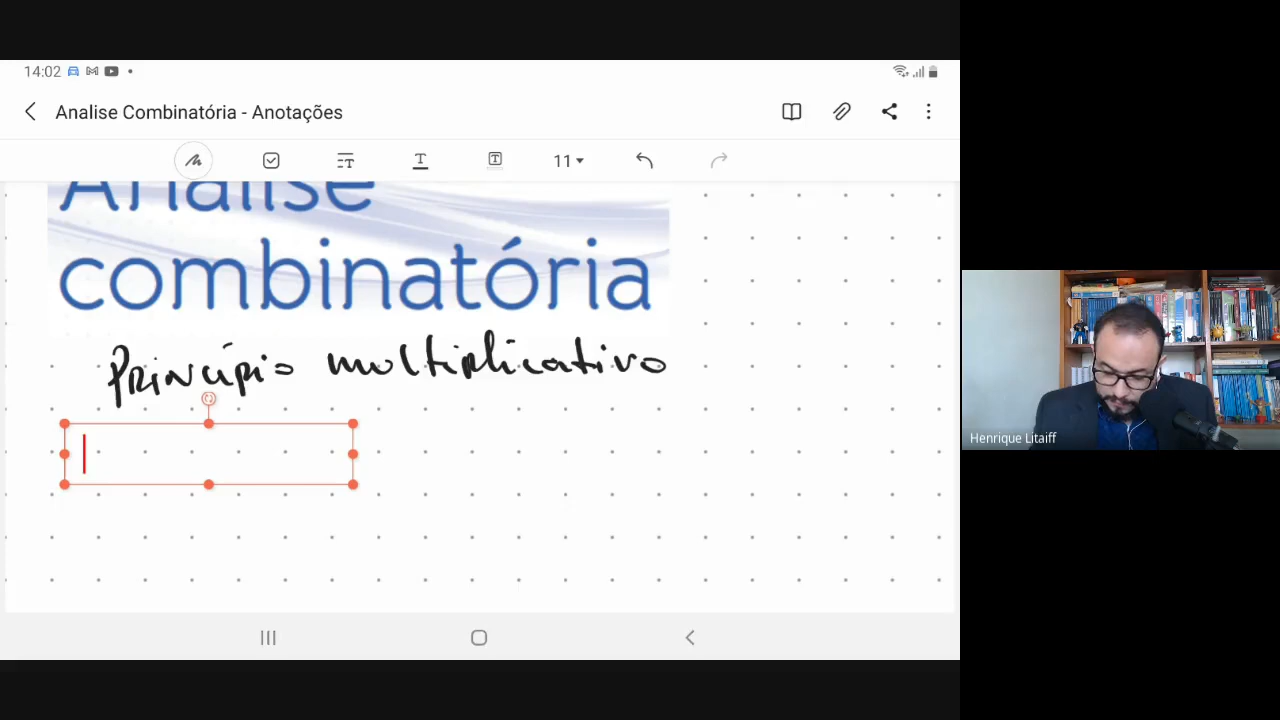 14:02
Analise Combinatória - Anotações
11
Análise
combinatória
Princípio multiplicativo
Henrique Litaiff